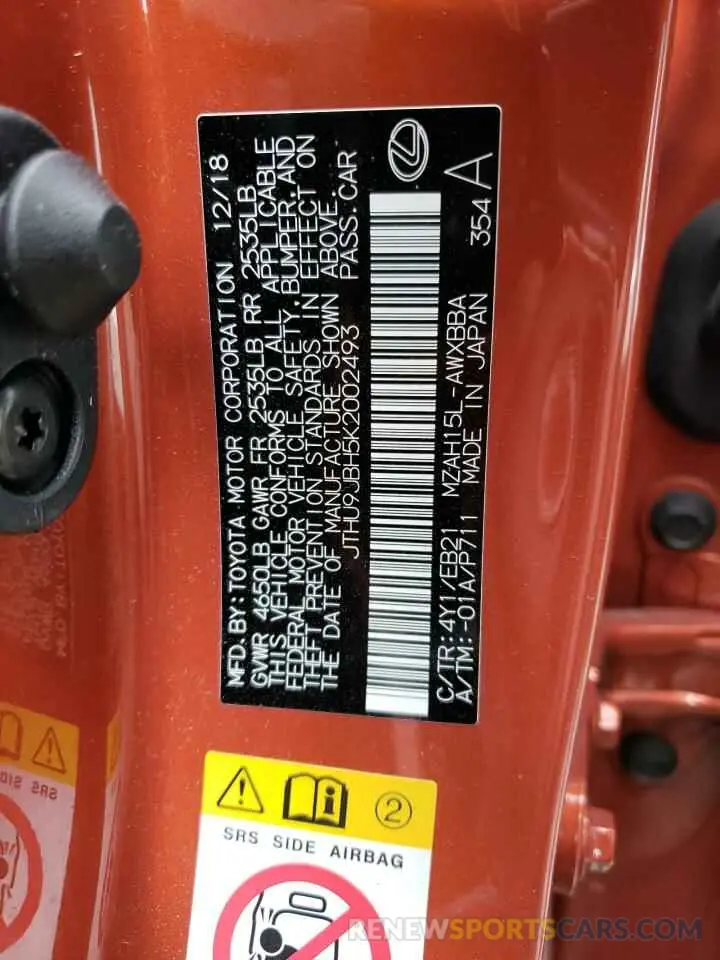 MFD. BY: TOYOTA MOTOR CORPORATION 12/18
GVWR 4650LB GAWR FR 2535LB RR 2535LB
THIS VEHICLE CONFORMS TO ALL APPLICABLE
FEDERAL MOTOR VEHICLE SAFETY, BUMPER, AND
THEFT PREVENTION STANDARDS IN EFFECT ON
THE DATE OF MANUFACTURE SHOWN ABOVE.
JTHU9JBH5K2002493 PASS. CAR
C/TR: 4Y1/EB21 MZAH15L-AWXBBA 354 A
A/TM: -01A/P711 MADE IN JAPAN
2
SRS SIDE AIRBAG
SRS SID
RENEWSPORTSCARS.COM